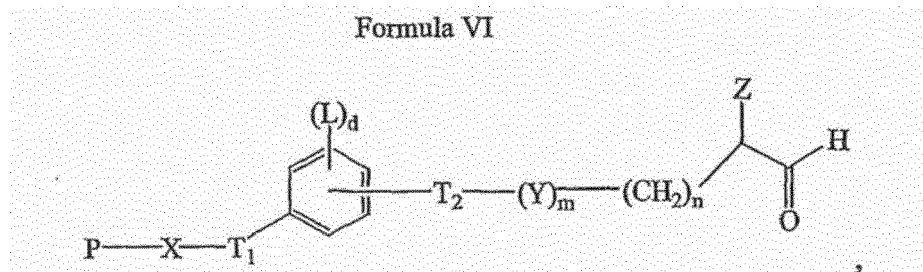 Formula VI
Z
(L)d
H
T2 (Y)m (CH2)n
O
P X T1
,